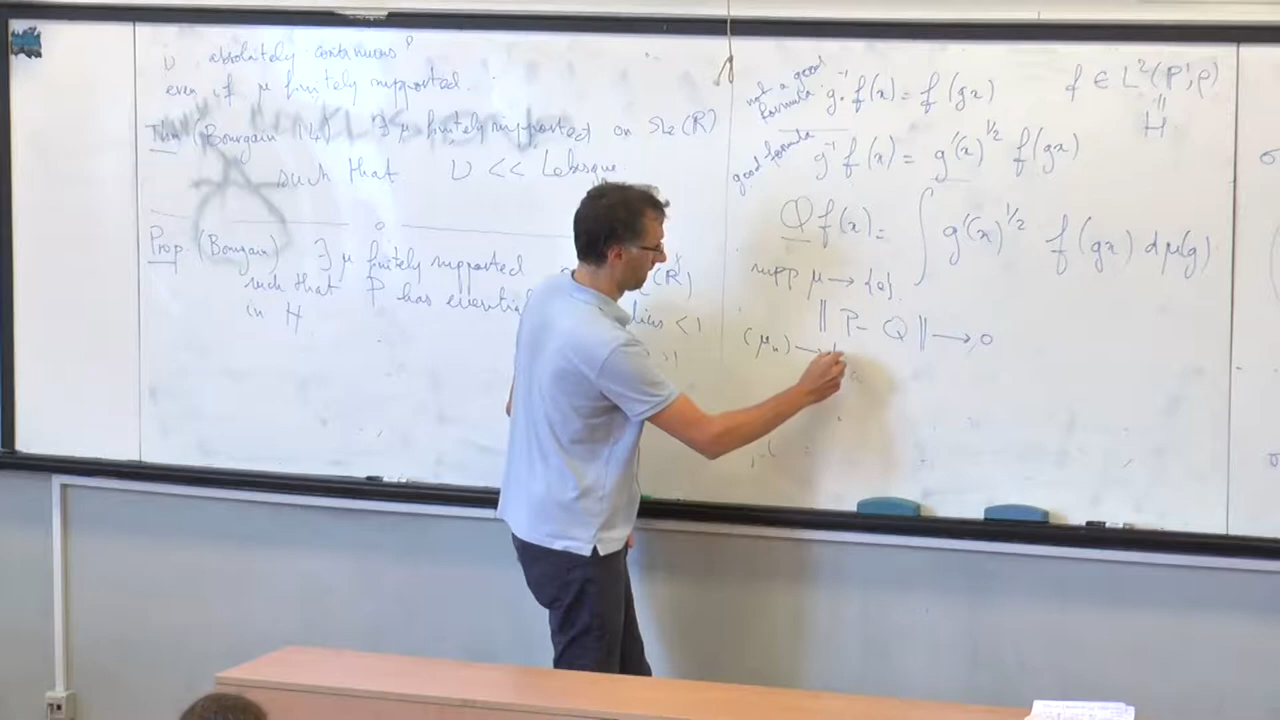 ν absolutely continuous?
even if μ finitely supported.
Thm (Bourgain 14) ∃ μ finitely supported on SL₂(R)
such that ν << Lebesgue.
Prop (Bourgain) ∃ μ finitely supported (R)
such that P has essential <1
in H
not a good formula g⁻¹. f(x) = f(gx)
f ∈ L²(P¹, ρ)
=
H
good formula g⁻¹ f(x) = g'(x)^{1/2} f(gx)
Q f(x) = ∫ g'(x)^{1/2} f(gx) dμ(g)
supp μ → {e}.
‖ P - Q ‖ → 0
(μₙ) →